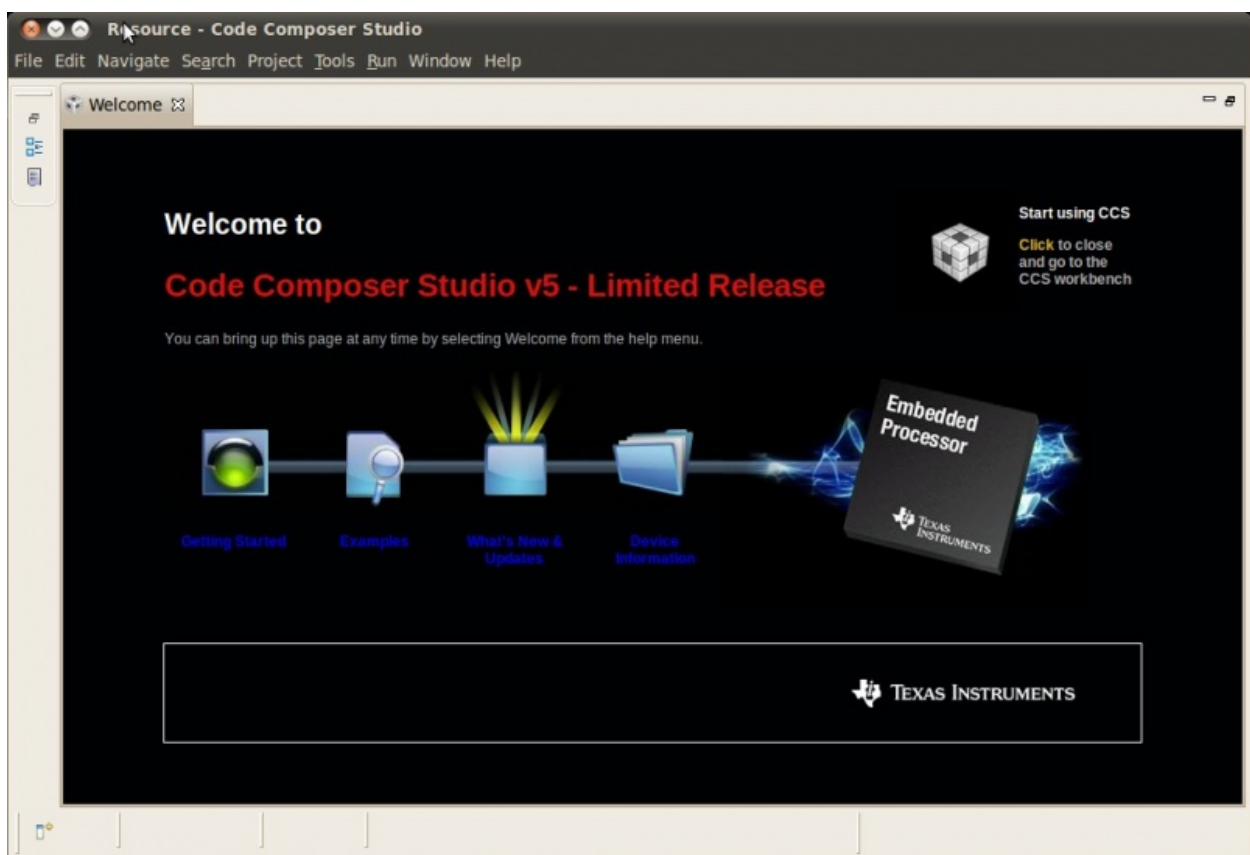 Resource - Code Composer Studio
File Edit Navigate Search Project Tools Run Window Help
Welcome
Welcome to
Code Composer Studio v5 - Limited Release
You can bring up this page at any time by selecting Welcome from the help menu.
Start using CCS
Click to close
and go to the
CCS workbench
Embedded
Processor
TEXAS
INSTRUMENTS
Getting Started
Examples
What's New &
Updates
Device
Information
TEXAS INSTRUMENTS